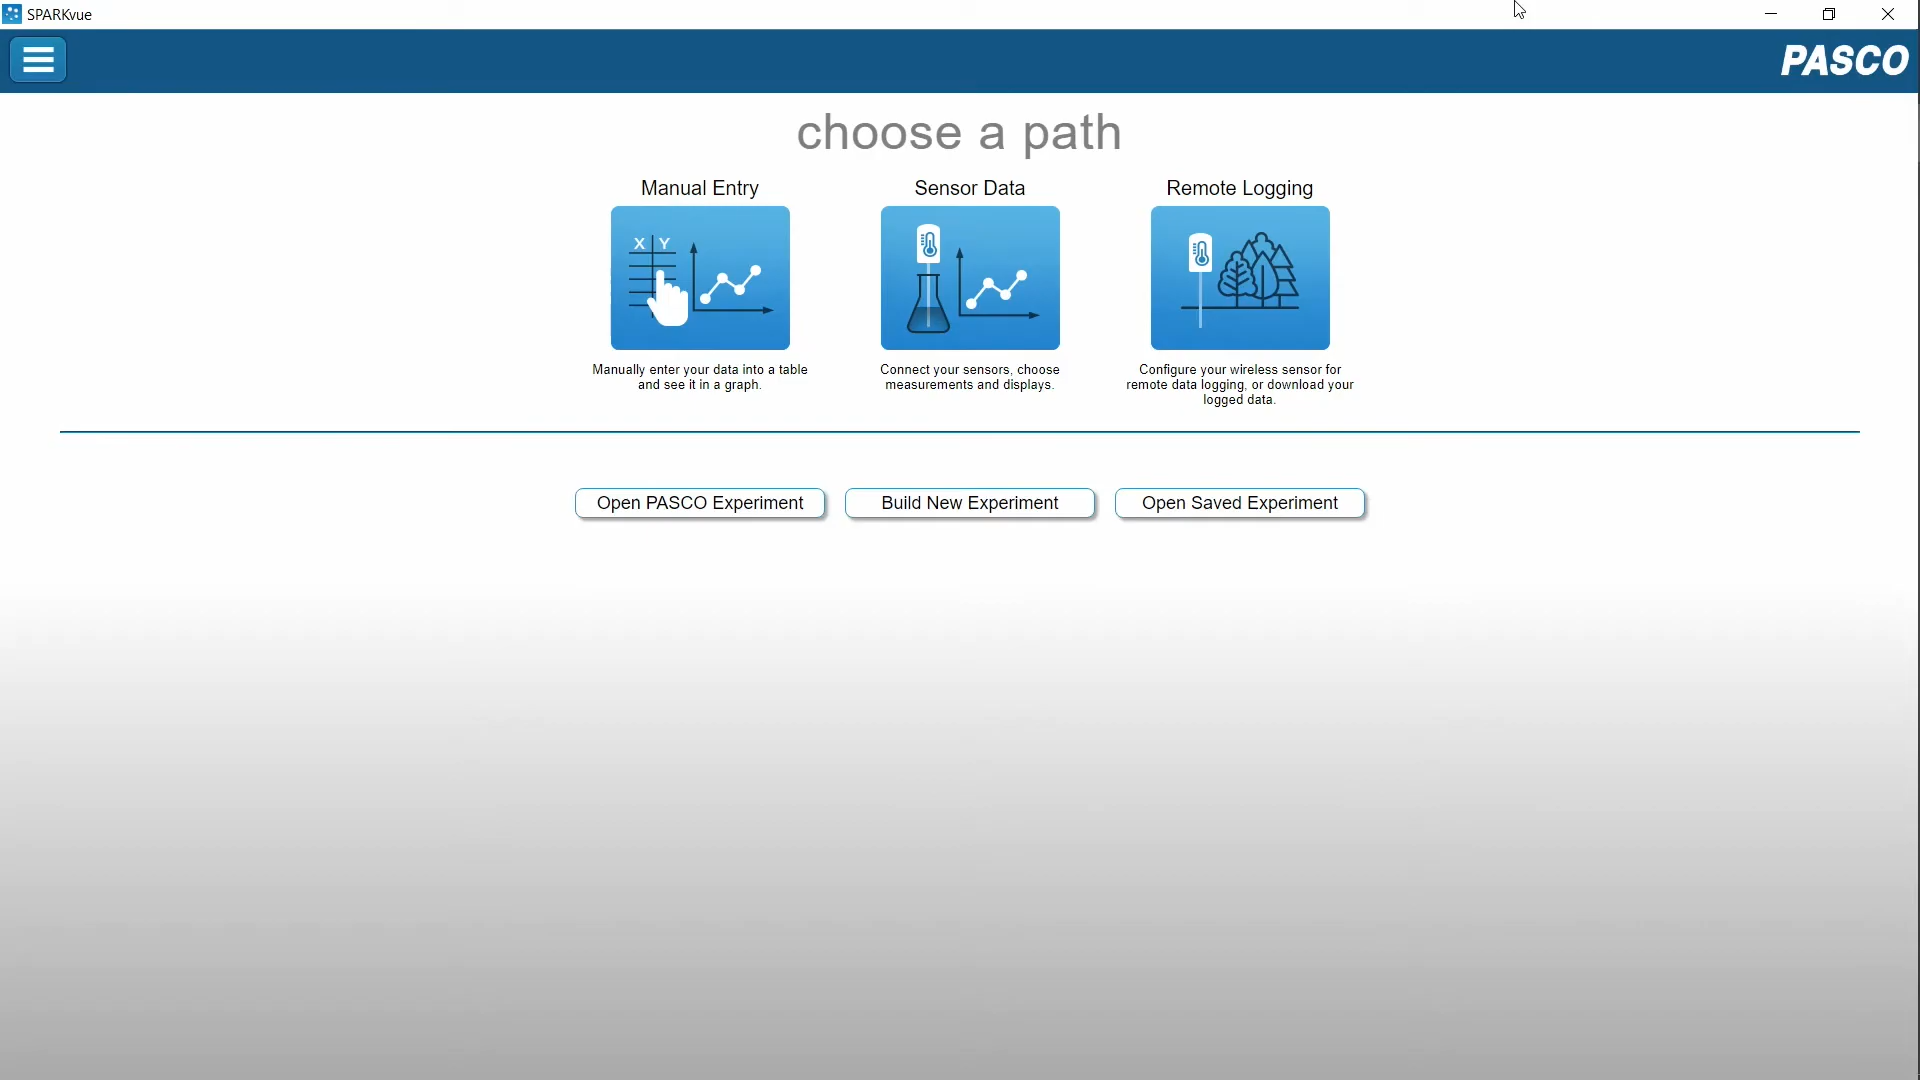 SPARKvue
PASCO
choose a path
Manual Entry
Sensor Data
Remote Logging
X Y
Manually enter your data into a table
and see it in a graph.
Connect your sensors, choose
measurements and displays.
Configure your wireless sensor for
remote data logging, or download your
logged data.
Open PASCO Experiment
Build New Experiment
Open Saved Experiment